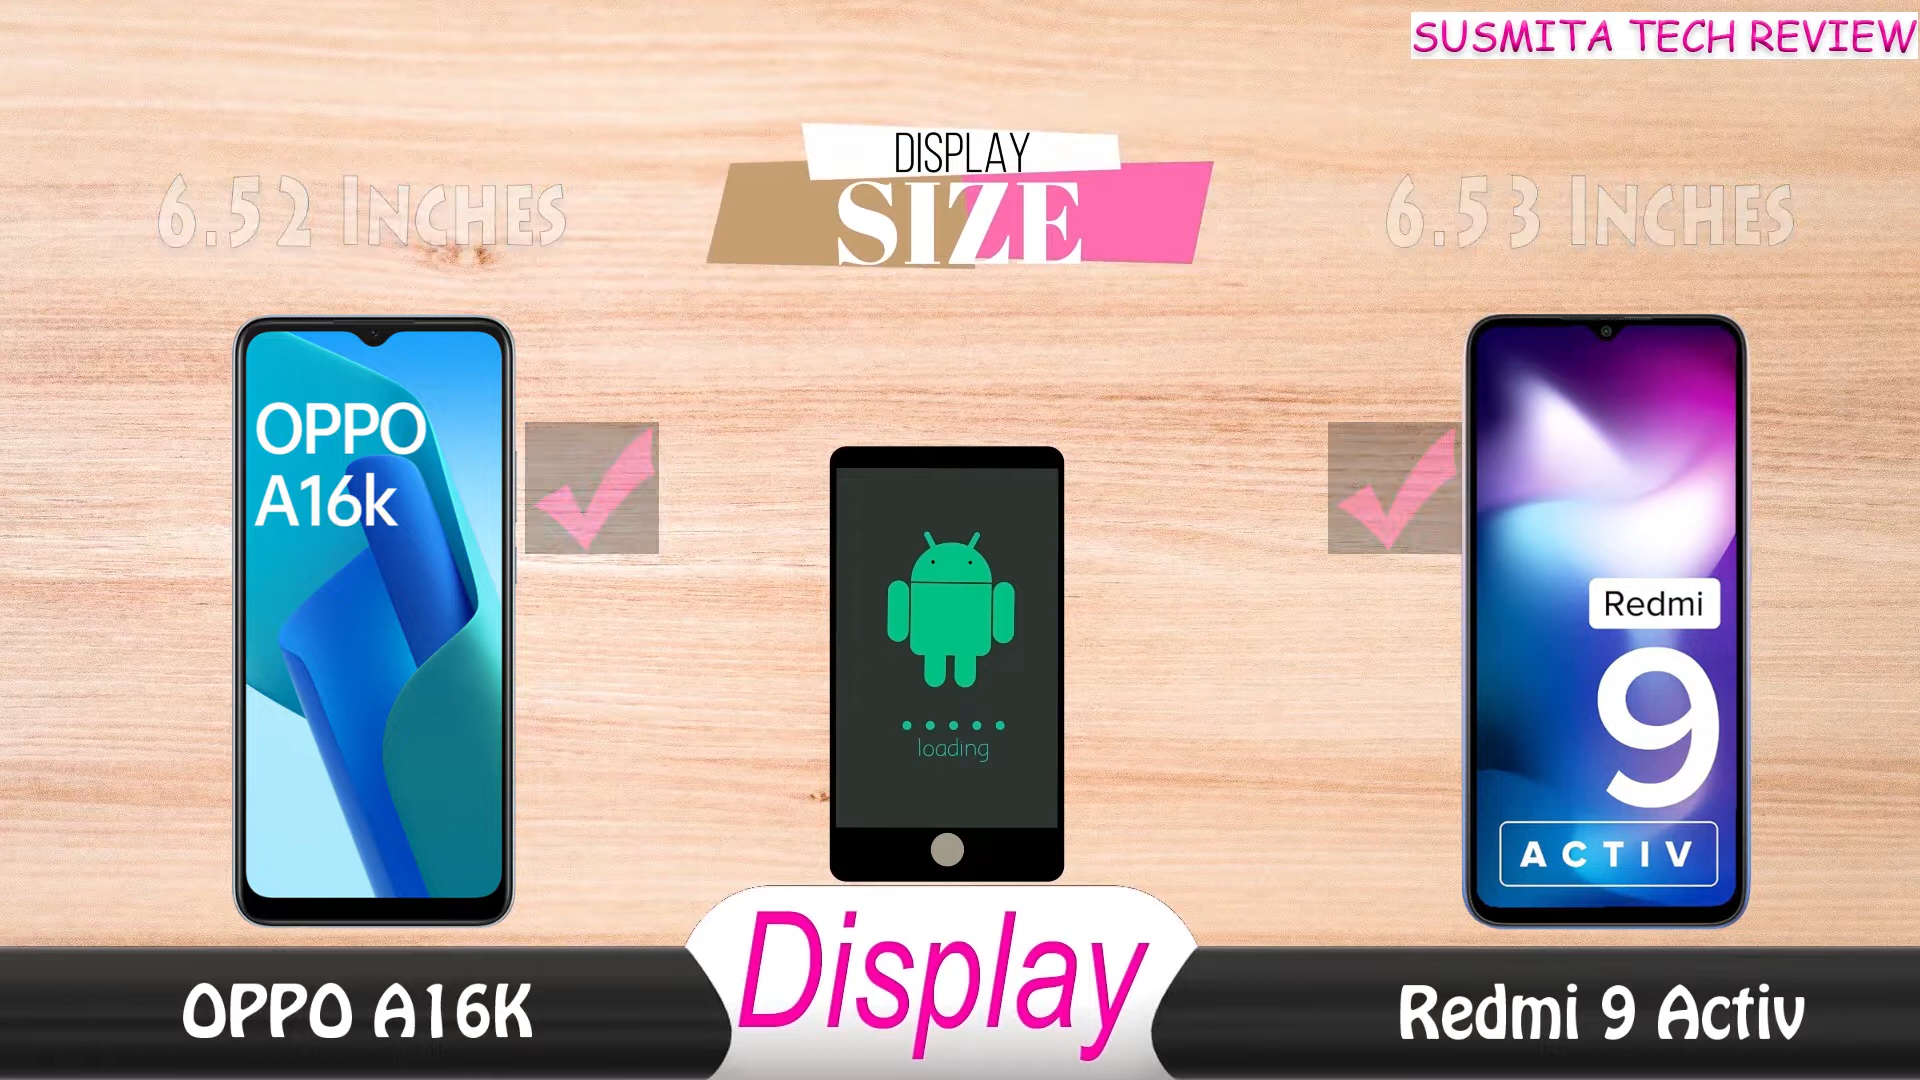 SUSMITA TECH REVIEW
DISPLAY
SIZE
6.52 INCHES
6.53 INCHES
OPPO
A16k
loading
Redmi
9
ACTIV
OPPO A16K
Display
Redmi 9 Activ